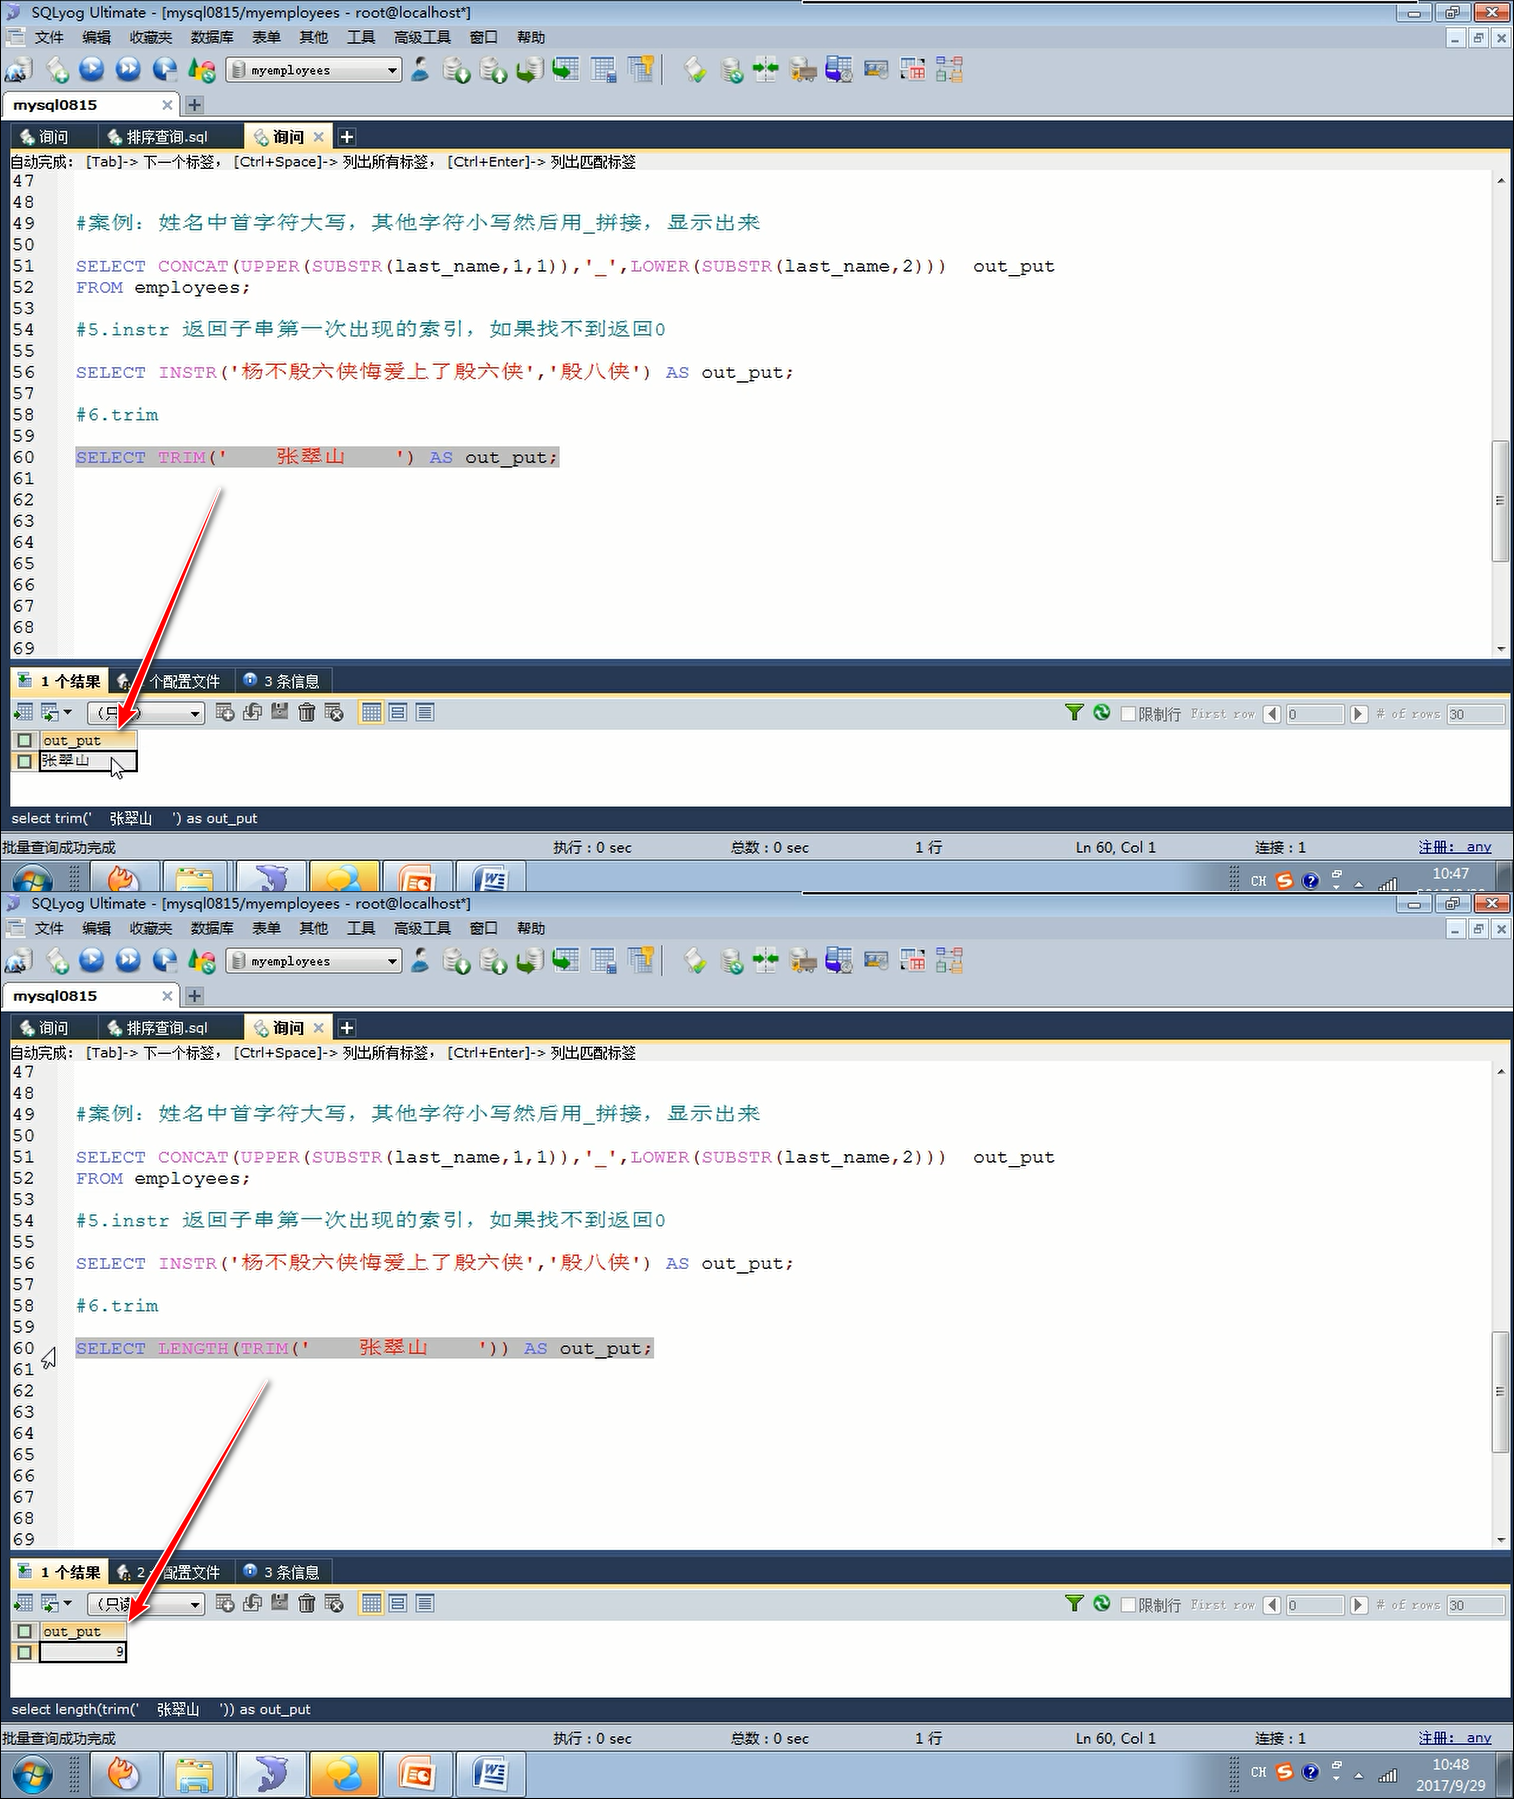 SQLyog Ultimate - [mysql0815/myemployees - root@localhost*]
文件 编辑 收藏夹 数据库 表单 其他 工具 高级工具 窗口 帮助
myemployees
mysql0815
询问 排序查询.sql 询问
自动完成: [Tab]-> 下一个标签, [Ctrl+Space]-> 列出所有标签, [Ctrl+Enter]-> 列出匹配标签
47
48
49 #案例：姓名中首字符大写，其他字符小写然后用_拼接，显示出来
50
51 SELECT CONCAT(UPPER(SUBSTR(last_name,1,1)),'_',LOWER(SUBSTR(last_name,2))) out_put
52 FROM employees;
53
54 #5.instr 返回子串第一次出现的索引，如果找不到返回0
55
56 SELECT INSTR('杨不殷六侠悔爱上了殷六侠','殷八侠') AS out_put;
57
58 #6.trim
59
60 SELECT TRIM('    张翠山    ') AS out_put;
61
62
63
64
65
66
67
68
69
1 个结果 个配置文件 3 条信息
(只 限制行 First row 0 # of rows 30
out_put
张翠山
select trim('    张翠山    ') as out_put
批量查询成功完成 执行: 0 sec 总数: 0 sec 1 行 Ln 60, Col 1 连接: 1 注册: any
CH 10:47
SQLyog Ultimate - [mysql0815/myemployees - root@localhost*]
文件 编辑 收藏夹 数据库 表单 其他 工具 高级工具 窗口 帮助
myemployees
mysql0815
询问 排序查询.sql 询问
自动完成: [Tab]-> 下一个标签, [Ctrl+Space]-> 列出所有标签, [Ctrl+Enter]-> 列出匹配标签
47
48
49 #案例：姓名中首字符大写，其他字符小写然后用_拼接，显示出来
50
51 SELECT CONCAT(UPPER(SUBSTR(last_name,1,1)),'_',LOWER(SUBSTR(last_name,2))) out_put
52 FROM employees;
53
54 #5.instr 返回子串第一次出现的索引，如果找不到返回0
55
56 SELECT INSTR('杨不殷六侠悔爱上了殷六侠','殷八侠') AS out_put;
57
58 #6.trim
59
60 SELECT LENGTH(TRIM('    张翠山    ')) AS out_put;
61
62
63
64
65
66
67
68
69
1 个结果 2 配置文件 3 条信息
(只读 限制行 First row 0 # of rows 30
out_put
9
select length(trim('    张翠山    ')) as out_put
批量查询成功完成 执行: 0 sec 总数: 0 sec 1 行 Ln 60, Col 1 连接: 1 注册: any
CH 10:48
2017/9/29